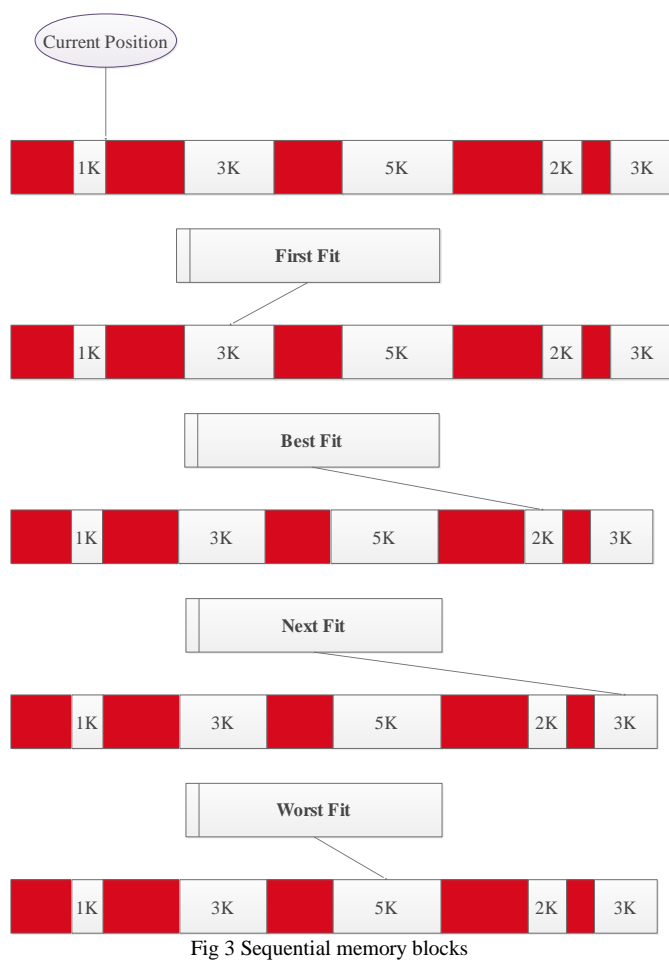 Current Position
1K 3K 5K 2K 3K
First Fit
1K 3K 5K 2K 3K
Best Fit
1K 3K 5K 2K 3K
Next Fit
1K 3K 5K 2K 3K
Worst Fit
1K 3K 5K 2K 3K
Fig 3 Sequential memory blocks